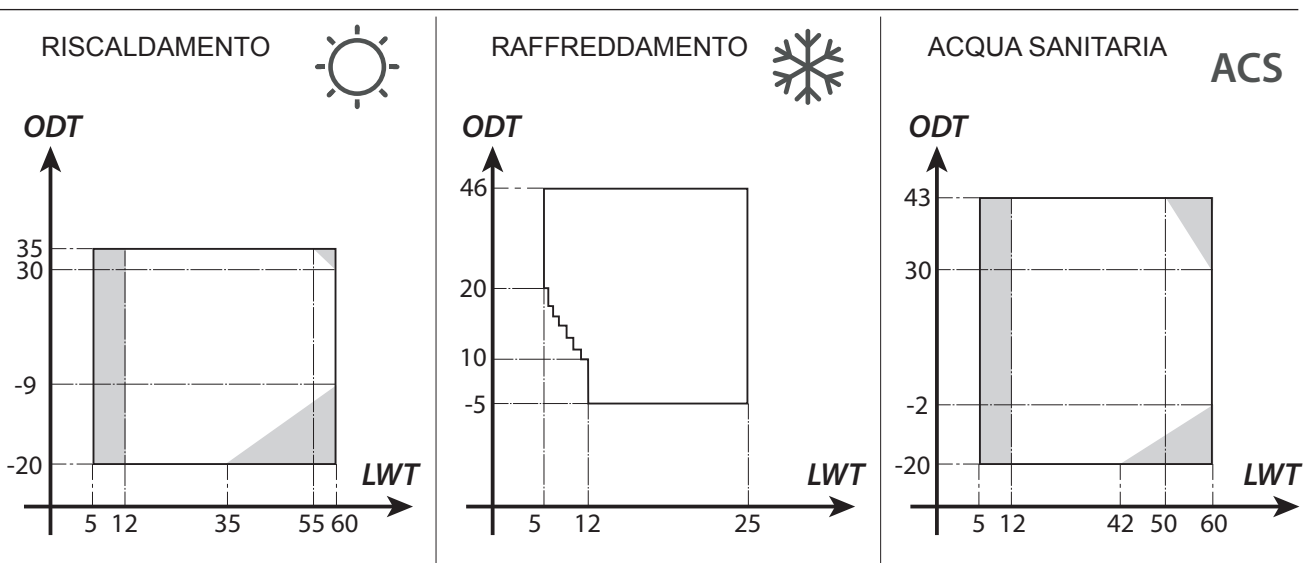 RISCALDAMENTO
ODT
35
30
-9
-20
LWT
5 12 35 55 60
RAFFREDDAMENTO
ODT
46
20
10
-5
LWT
5 12 25
ACQUA SANITARIA
ACS
ODT
43
30
-2
-20
LWT
5 12 42 50 60